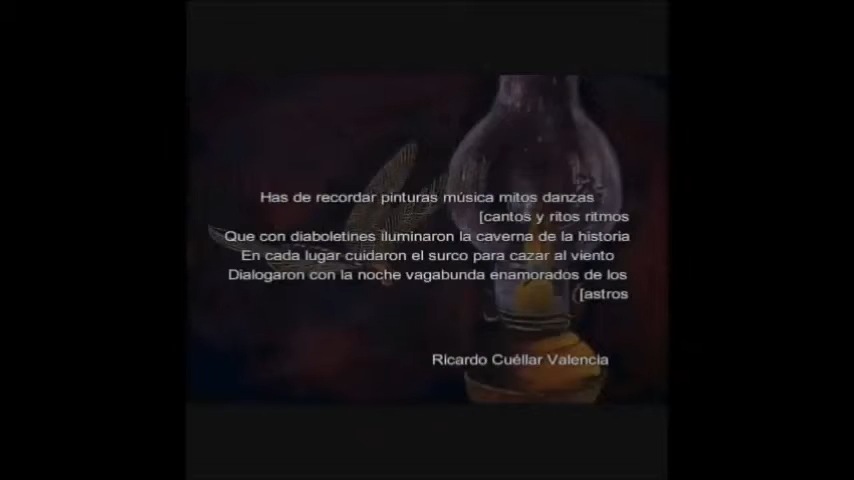 Has de recordar pinturas música mitos danzas
[cantos y ritos ritmos
Que con diaboletines iluminaron la caverna de la historia
En cada lugar cuidaron el surco para cazar al viento
Dialogaron con la noche vagabunda enamorados de los
[astros
Ricardo Cuéllar Valencia